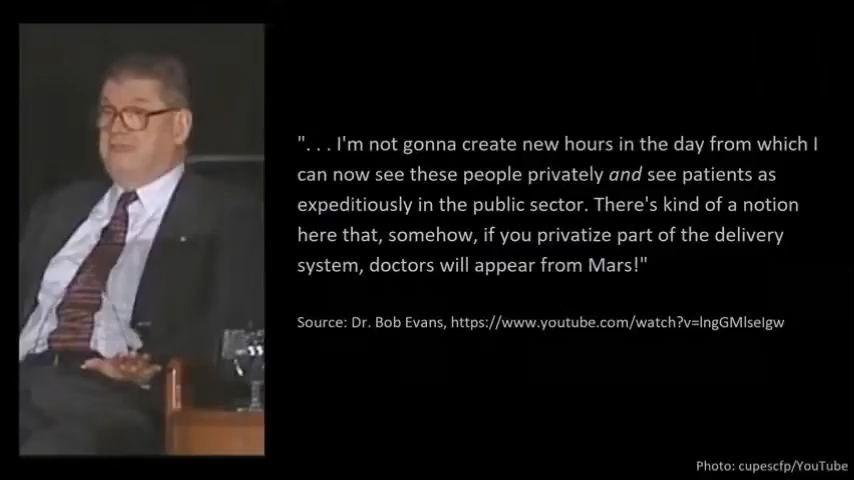 ". . . I'm not gonna create new hours in the day from which I
can now see these people privately and see patients as
expeditiously in the public sector. There's kind of a notion
here that, somehow, if you privatize part of the delivery
system, doctors will appear from Mars!"
Source: Dr. Bob Evans, https://www.youtube.com/watch?v=lngGMlseIgw
Photo: cupescfp/YouTube